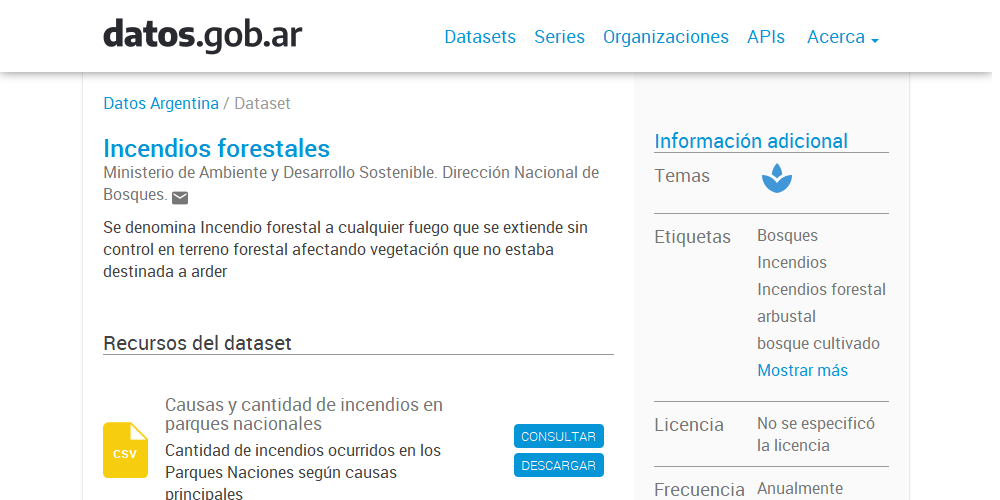 datos.gob.ar
Datasets Series Organizaciones APIs Acerca
Datos Argentina / Dataset
Incendios forestales
Ministerio de Ambiente y Desarrollo Sostenible. Dirección Nacional de
Bosques.
Se denomina Incendio forestal a cualquier fuego que se extiende sin
control en terreno forestal afectando vegetación que no estaba
destinada a arder
Recursos del dataset
CSV
Causas y cantidad de incendios en
parques nacionales
Cantidad de incendios ocurridos en los
Parques Naciones según causas
principales
CONSULTAR
DESCARGAR
Información adicional
Temas
Etiquetas
Bosques
Incendios
Incendios forestal
arbustal
bosque cultivado
Mostrar más
Licencia
No se especificó
la licencia
Frecuencia
Anualmente